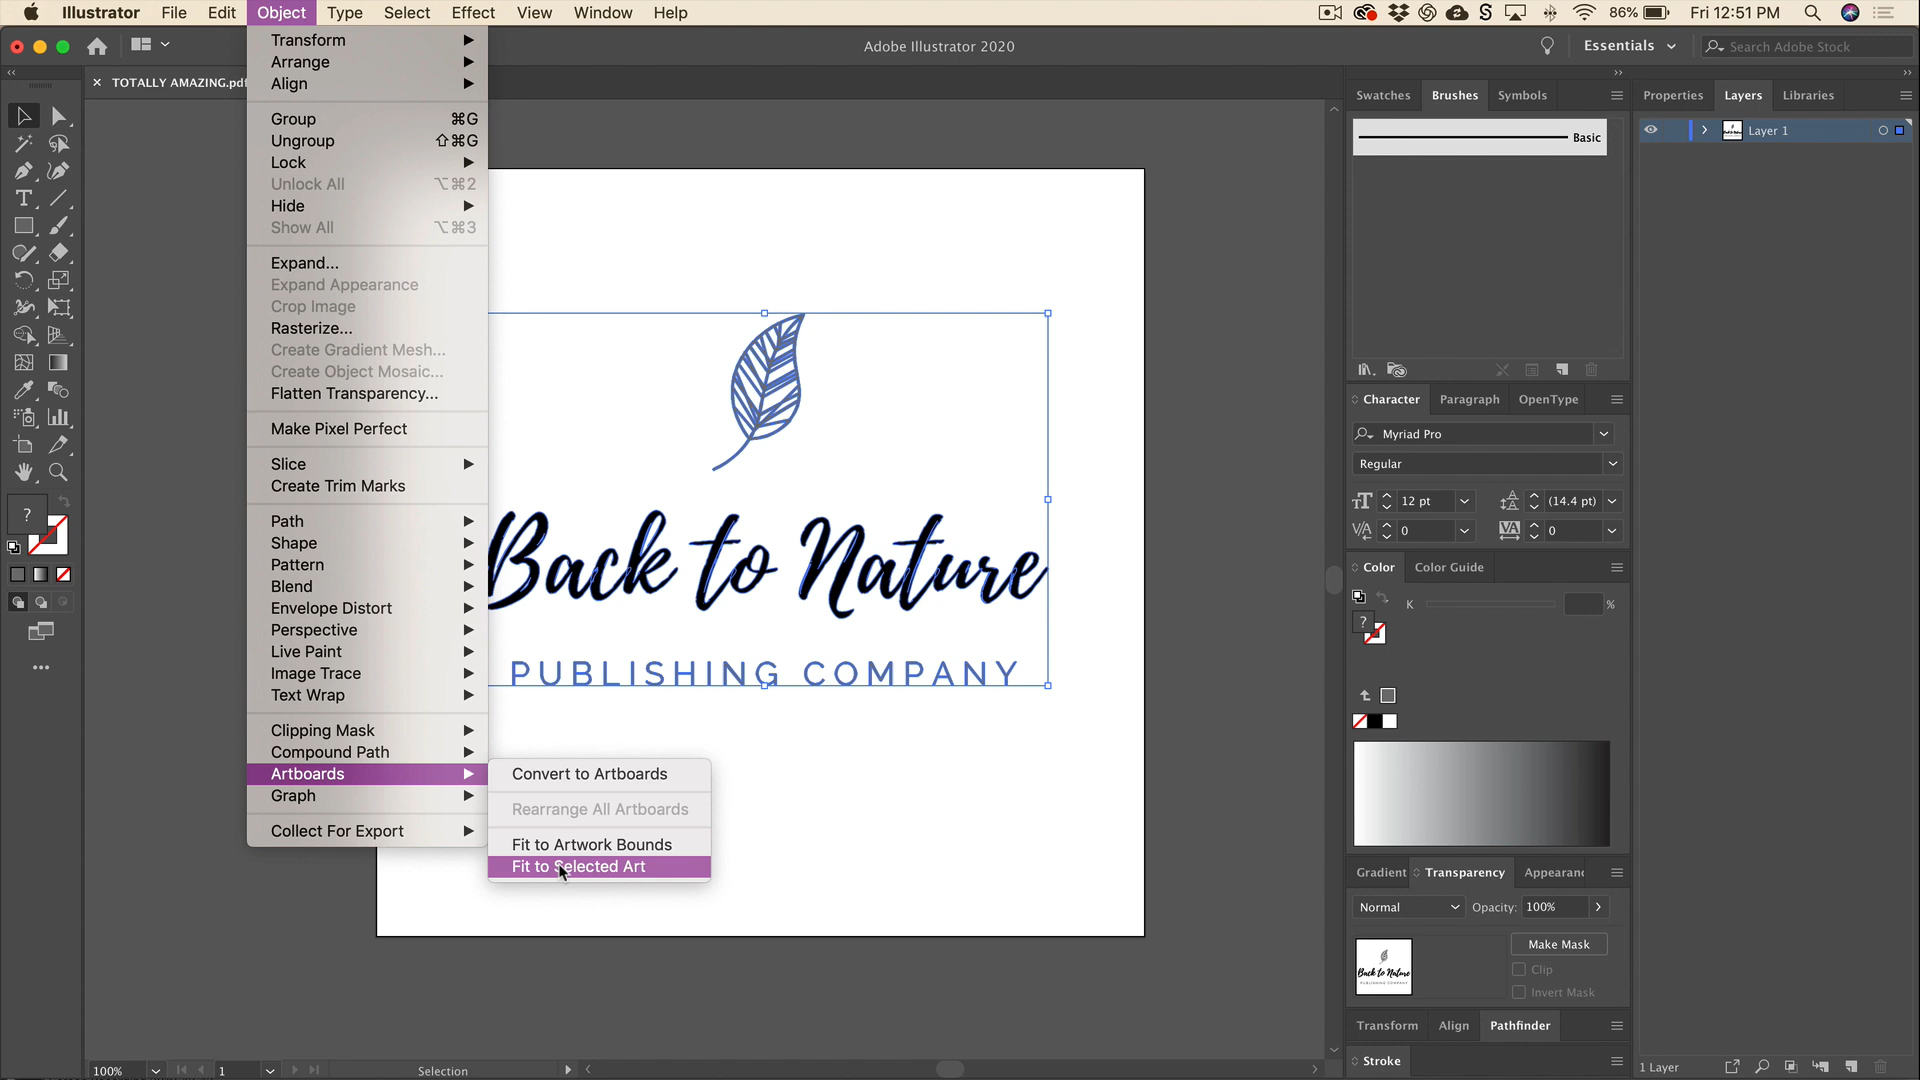 Illustrator File Edit Object Type Select Effect View Window Help 86% Fri 12:51 PM
Adobe Illustrator 2020 Essentials Search Adobe Stock
× TOTALLY AMAZING.pdf
Transform
Arrange
Align
Group ⌘G
Ungroup ⇧⌘G
Lock
Unlock All ⌥⌘2
Hide
Show All ⌥⌘3
Expand...
Expand Appearance
Crop Image
Rasterize...
Create Gradient Mesh...
Create Object Mosaic...
Flatten Transparency...
Make Pixel Perfect
Slice
Create Trim Marks
Path
Shape
Pattern
Blend
Envelope Distort
Perspective
Live Paint
Image Trace
Text Wrap
Clipping Mask
Compound Path
Artboards
Graph
Collect For Export
Convert to Artboards
Rearrange All Artboards
Fit to Artwork Bounds
Fit to Selected Art
Back to Nature
PUBLISHING COMPANY
Swatches Brushes Symbols
Basic
Character Paragraph OpenType
Myriad Pro
Regular
12 pt (14.4 pt)
0 0
Color Color Guide
? K %
Gradient Transparency Appearanc
Normal Opacity: 100%
Back to Nature
PUBLISHING COMPANY
Make Mask
Clip
Invert Mask
Transform Align Pathfinder
Stroke
Properties Layers Libraries
Layer 1
1 Layer
?
100% 1 Selection